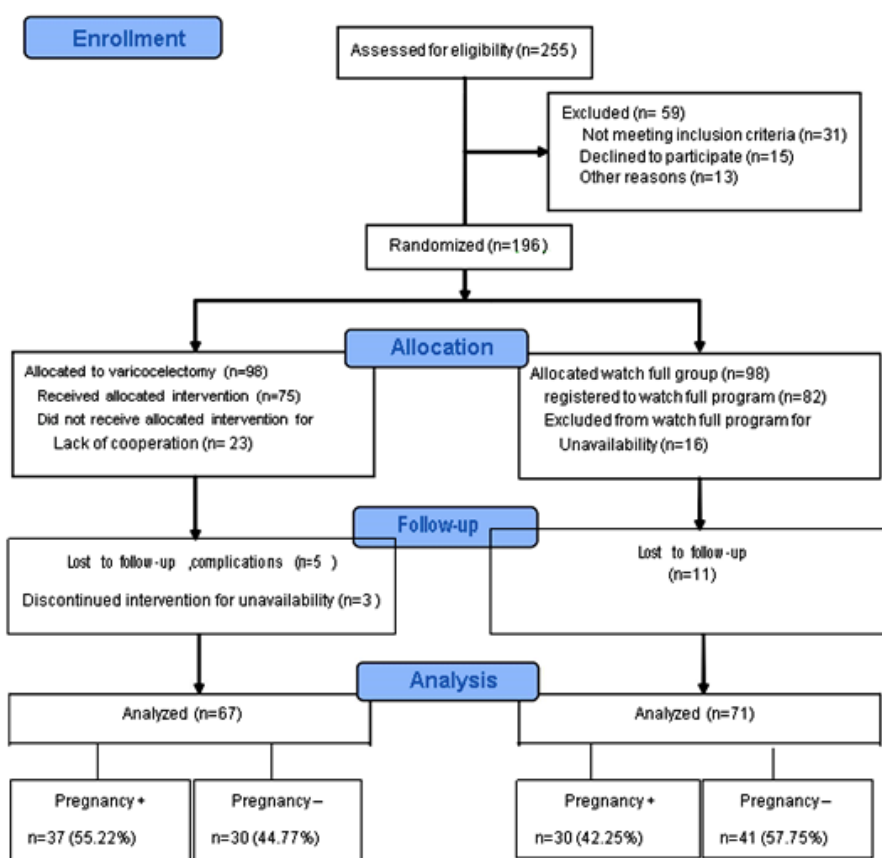 Enrollment
Assessed for eligibility (n=255)
Excluded (n= 59)
Not meeting inclusion criteria (n=31)
Declined to participate (n=15)
Other reasons (n=13)
Randomized (n=196)
Allocation
Allocated to varicocelectomy (n=98)
Received allocated intervention (n=75)
Did not receive allocated intervention for
Lack of cooperation (n= 23)
Allocated watch full group (n=98)
registered to watch full program (n=82)
Excluded from watch full program for
Unavailability (n=16)
Follow-up
Lost to follow-up ,complications (n=5 )
Discontinued intervention for unavailability (n=3 )
Lost to follow-up
(n=11)
Analysis
Analyzed (n=67)
Analyzed (n=71)
Pregnancy +
n=37 (55.22%)
Pregnancy –
n=30 (44.77%)
Pregnancy +
n=30 (42.25%)
Pregnancy –
n=41 (57.75%)